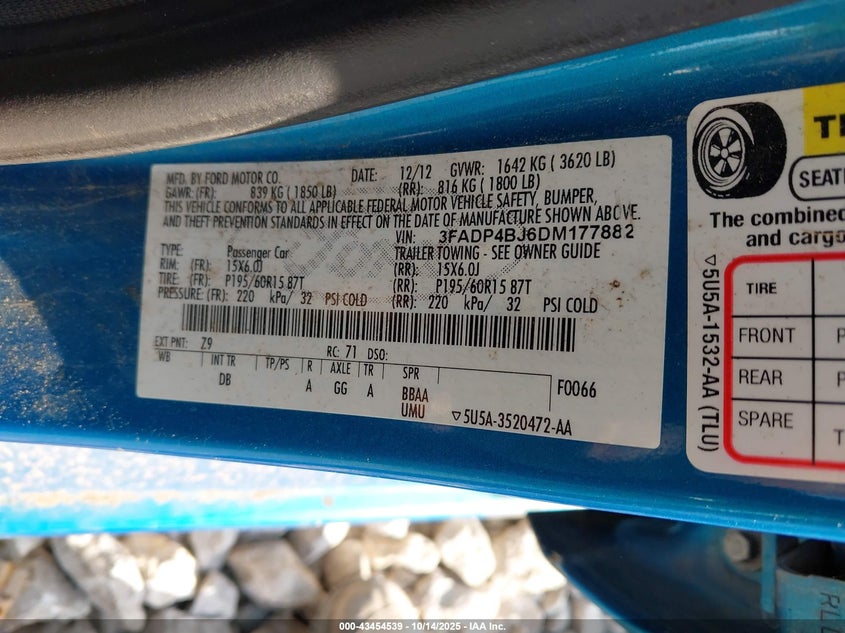 MFD. BY FORD MOTOR CO. DATE: 12/12 GVWR: 1642 KG ( 3620 LB)
GAWR: (FR): 839 KG ( 1850 LB) (RR): 816 KG ( 1800 LB)
THIS VEHICLE CONFORMS TO ALL APPLICABLE FEDERAL MOTOR VEHICLE SAFETY, BUMPER,
AND THEFT PREVENTION STANDARDS IN EFFECT ON THE DATE OF MANUFACTURE SHOWN ABOVE.
VIN: 3FADP4BJ6DM177882
TYPE: Passenger Car TRAILER TOWING - SEE OWNER GUIDE
RIM: (FR): 15X6.0J (RR): 15X6.0J
TIRE: (FR): P195/60R15 87T (RR): P195/60R15 87T
PRESSURE: (FR): 220 kPa/ 32 PSI COLD (RR): 220 kPa/ 32 PSI COLD
EXT PNT: Z9 RC: 71 DSO:
WB INT TR TP/PS R AXLE TR SPR
DB A GG A BBAA F0066
UMU ▽5U5A-3520472-AA
SEAT
The combined
and cargo
▽5U5A-1532-AA (TLU)
TIRE
FRONT P
REAR P
SPARE T
000-43454539 - 10/14/2025 - IAA Inc.